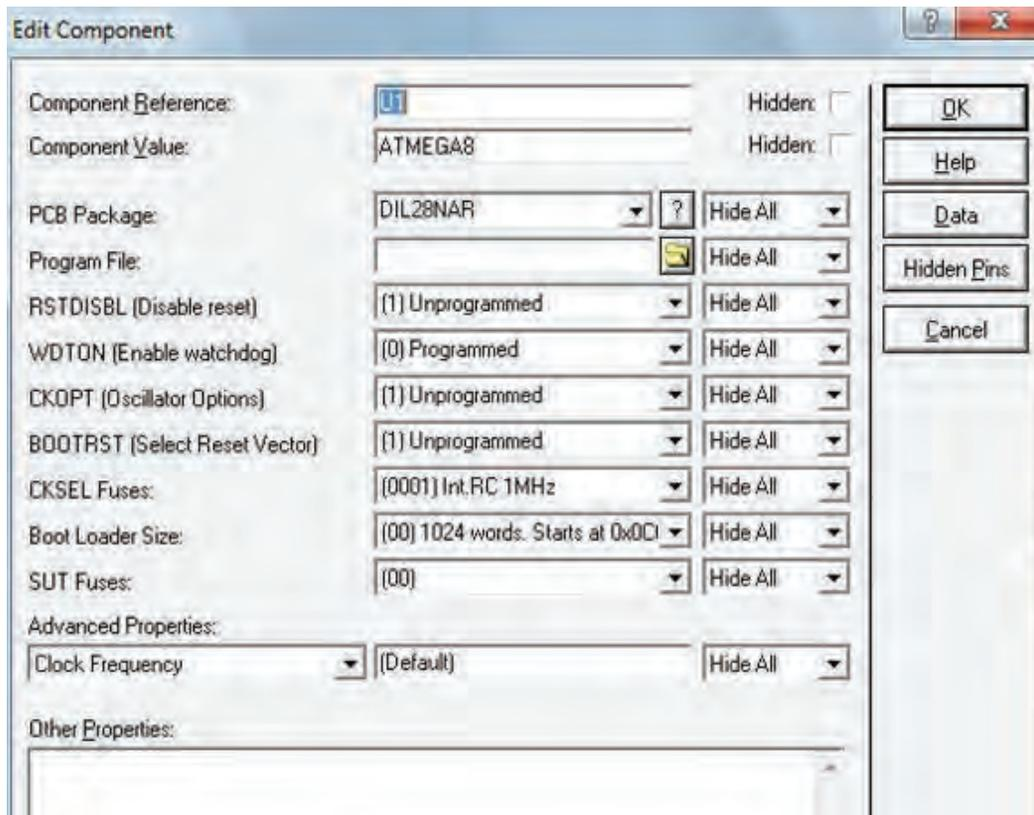 Edit Component
Component Reference: U1 Hidden:
Component Value: ATMEGA8 Hidden:
PCB Package: DIL28NAR ? Hide All
Program File: Hide All
RSTDISBL (Disable reset) (1) Unprogrammed Hide All
WDTON (Enable watchdog) (0) Programmed Hide All
CKOPT (Oscillator Options) (1) Unprogrammed Hide All
BOOTRST (Select Reset Vector) (1) Unprogrammed Hide All
CKSEL Fuses: (0001) Int.RC 1MHz Hide All
Boot Loader Size: (00) 1024 words. Starts at Hide All
SUT Fuses: (00) Hide All
Advanced Properties:
Clock Frequency (Default) Hide All
Other Properties:
?
OK
Help
Data
Hidden Pins
Cancel